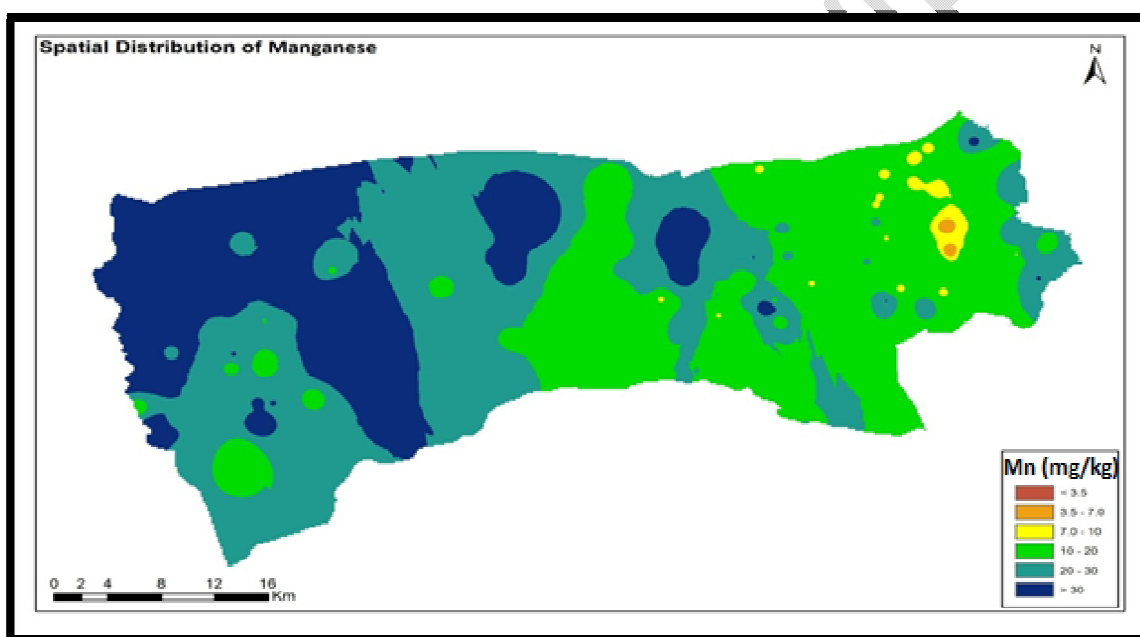 Spatial Distribution of Manganese
N
Mn (mg/kg)
< 3.5
3.5 - 7.0
7.0 - 10
10 - 20
20 - 30
> 30
0 2 4 8 12 16
Km